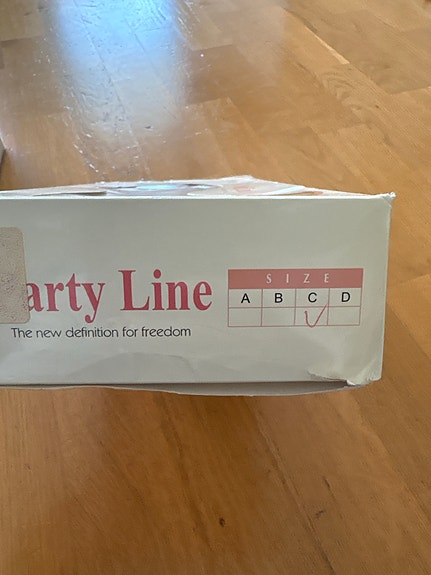 arty Line
The new definition for freedom
SIZE
A B C D